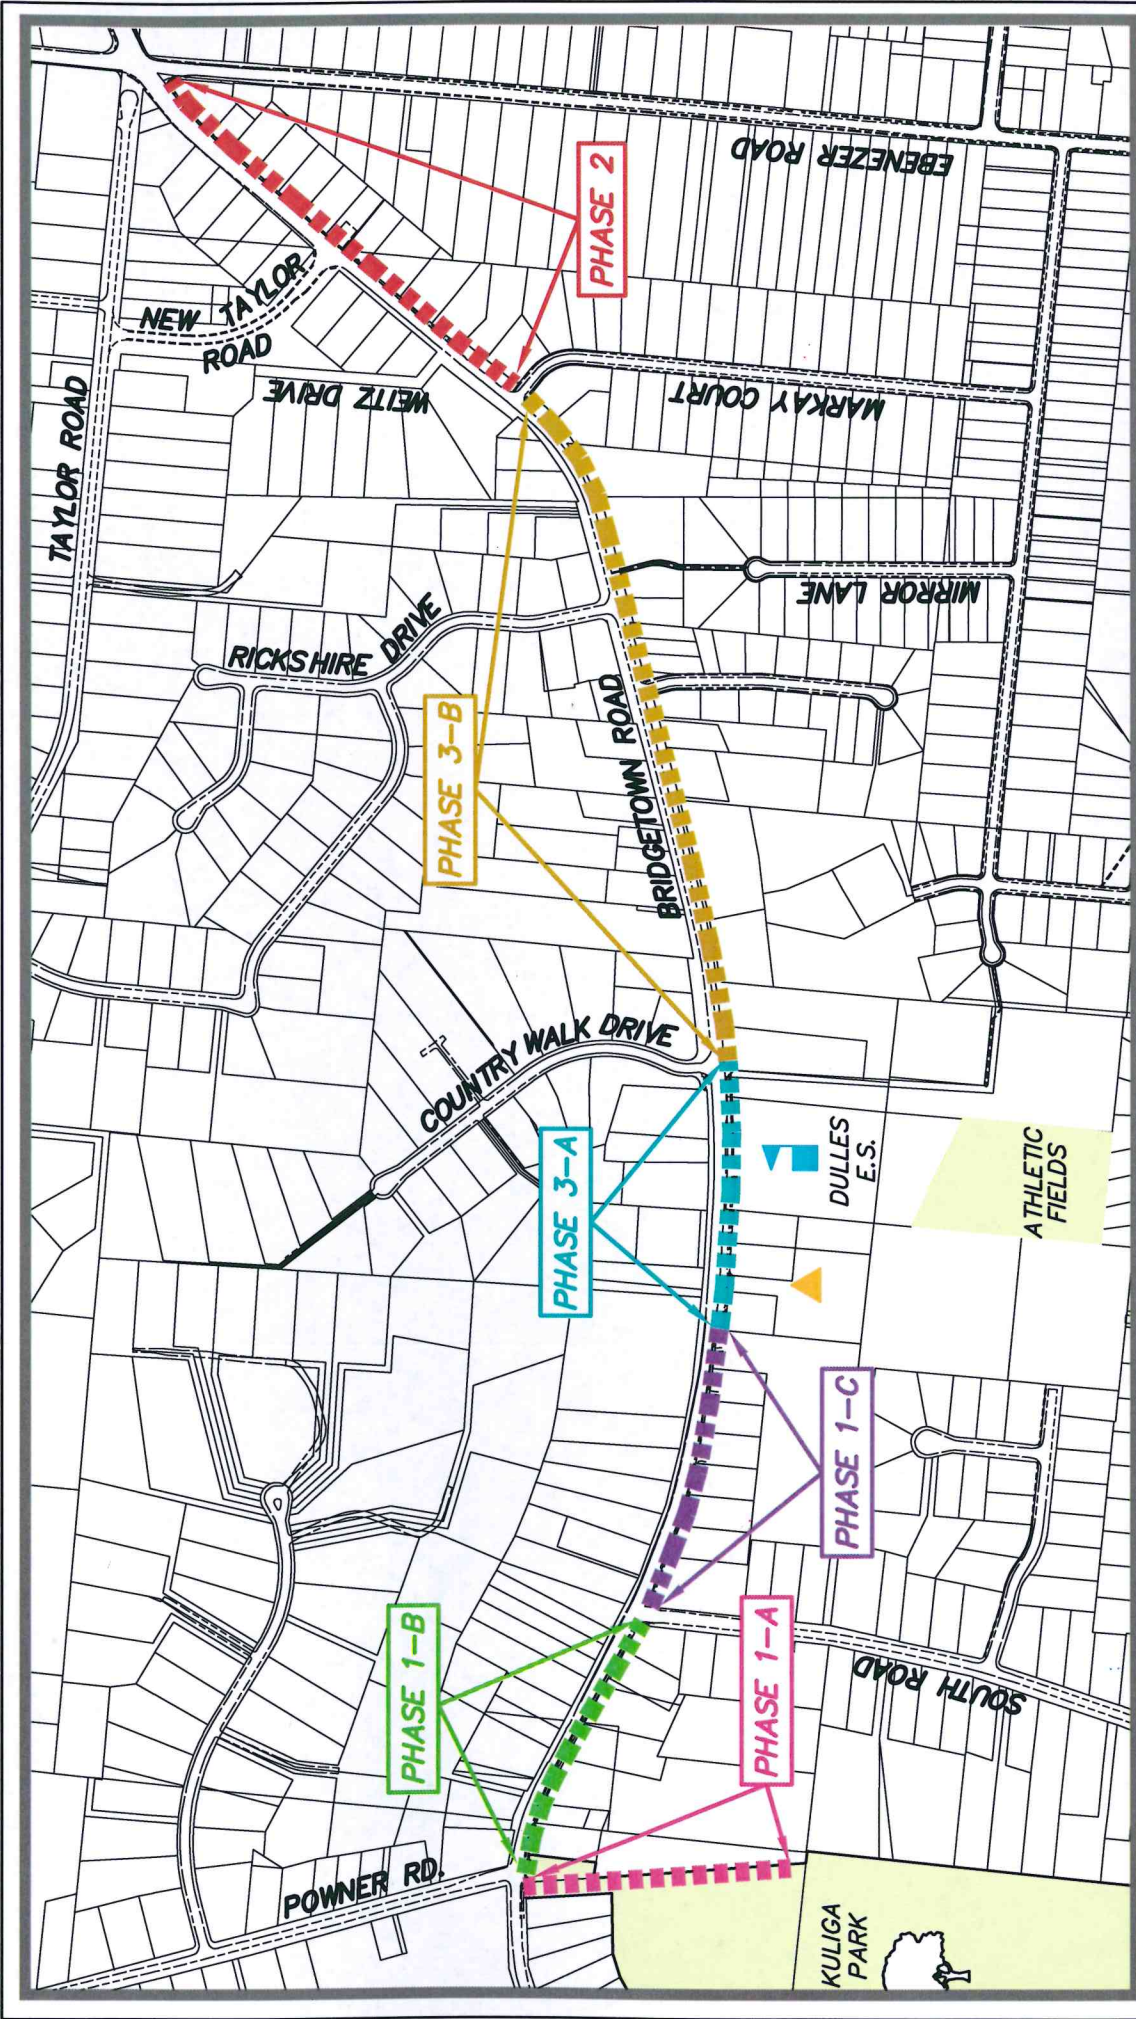 TAYLOR ROAD
NEW TAYLOR
ROAD
WEITZ DRIVE
PHASE 2
EBENEZER ROAD
MARKAY COURT
MIRROR LANE
RICKSHIRE DRIVE
PHASE 3-B
BRIDGETOWN ROAD
COUNTRY WALK DRIVE
PHASE 3-A
DULLES
E.S.
ATHLETIC
FIELDS
PHASE 1-C
PHASE 1-B
PHASE 1-A
SOUTH ROAD
POWNER RD.
KULIGA
PARK